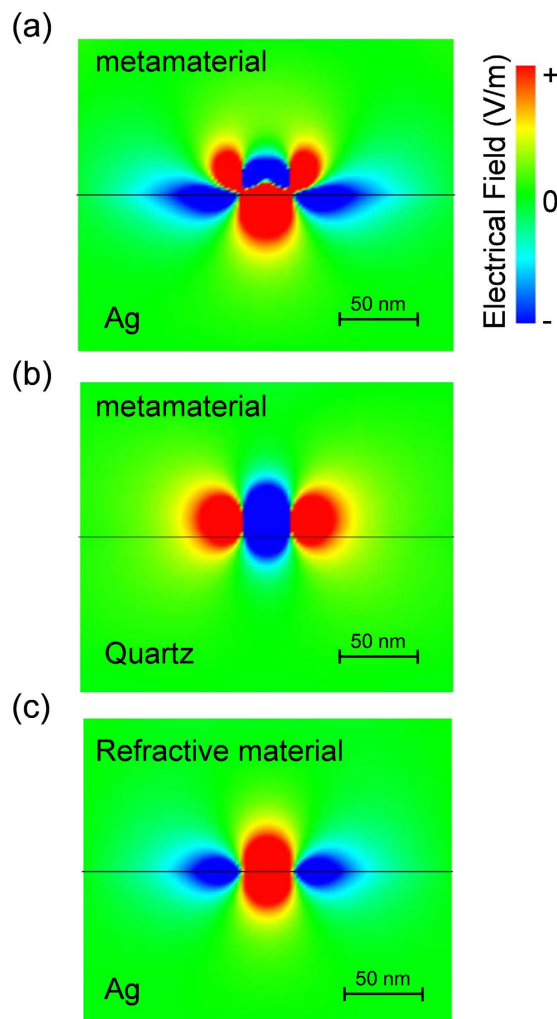 (a)
metamaterial
Ag
50 nm
Electrical Field (V/m)
+
0
-
(b)
metamaterial
Quartz
50 nm
(c)
Refractive material
Ag
50 nm